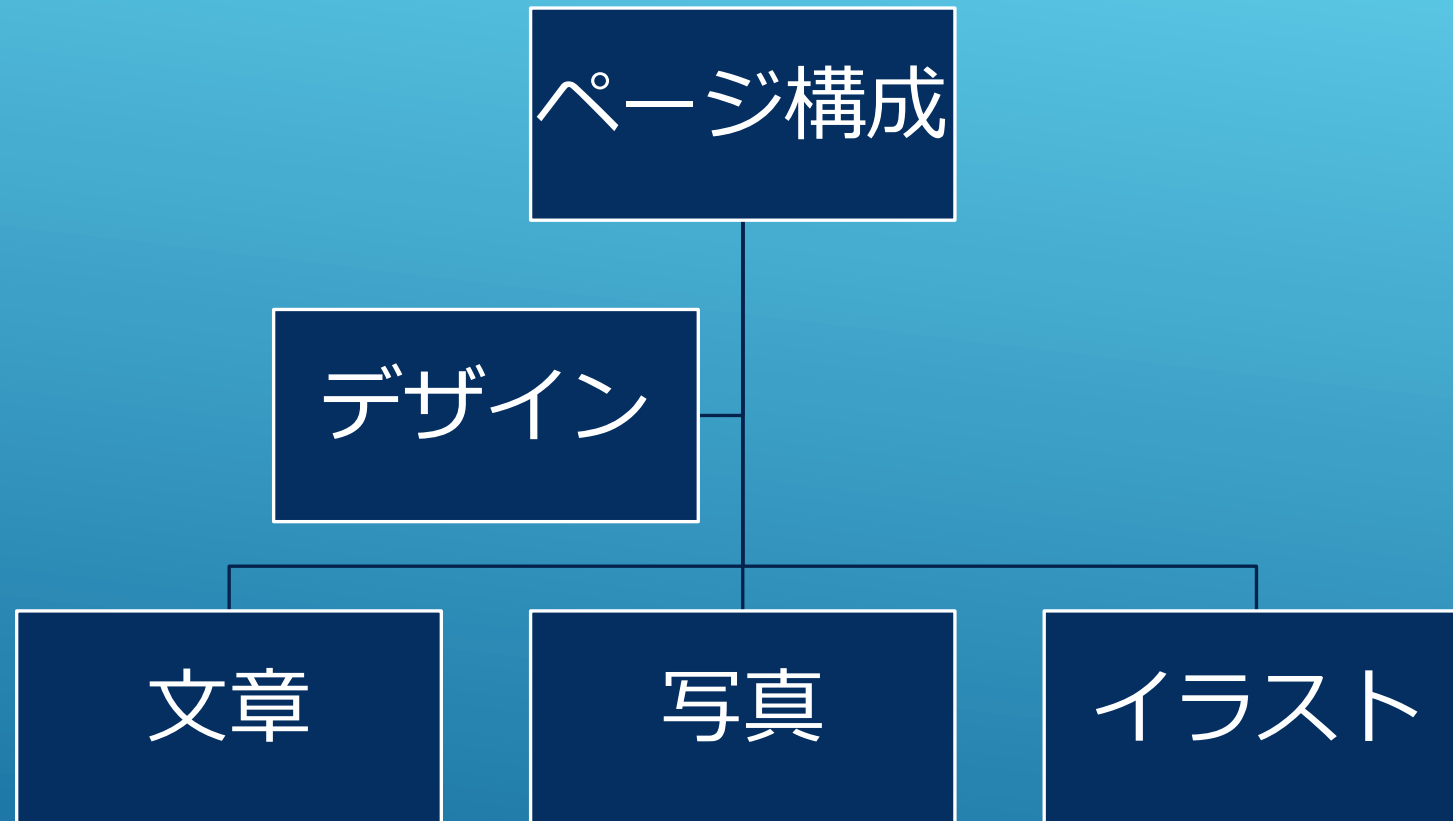 ページ構成
デザイン
文章
写真
イラスト